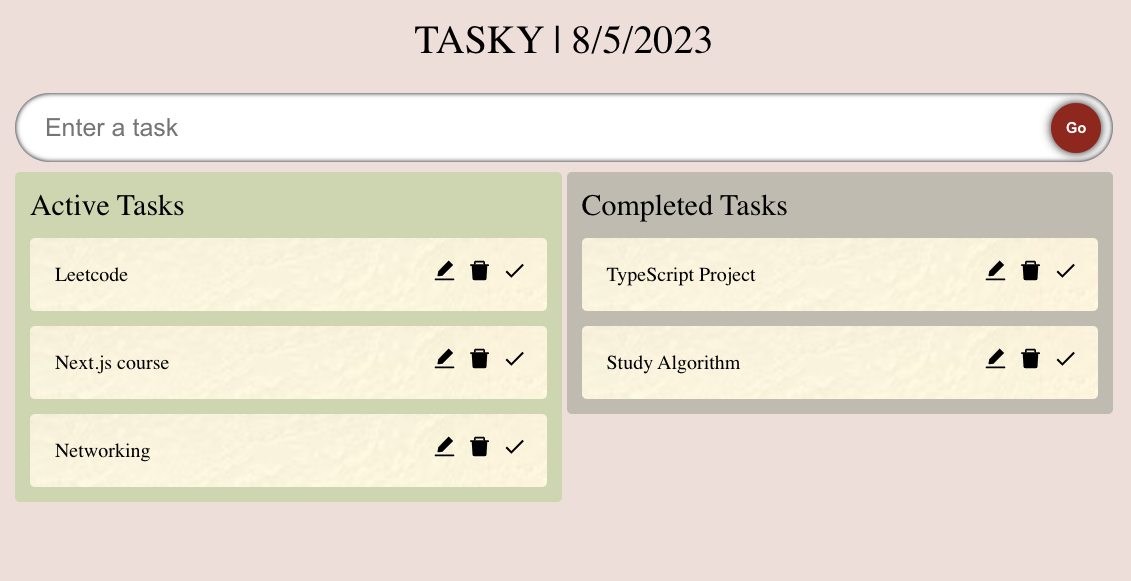 TASKY | 8/5/2023
Enter a task
Go
Active Tasks
Leetcode
Next.js course
Networking
Completed Tasks
TypeScript Project
Study Algorithm